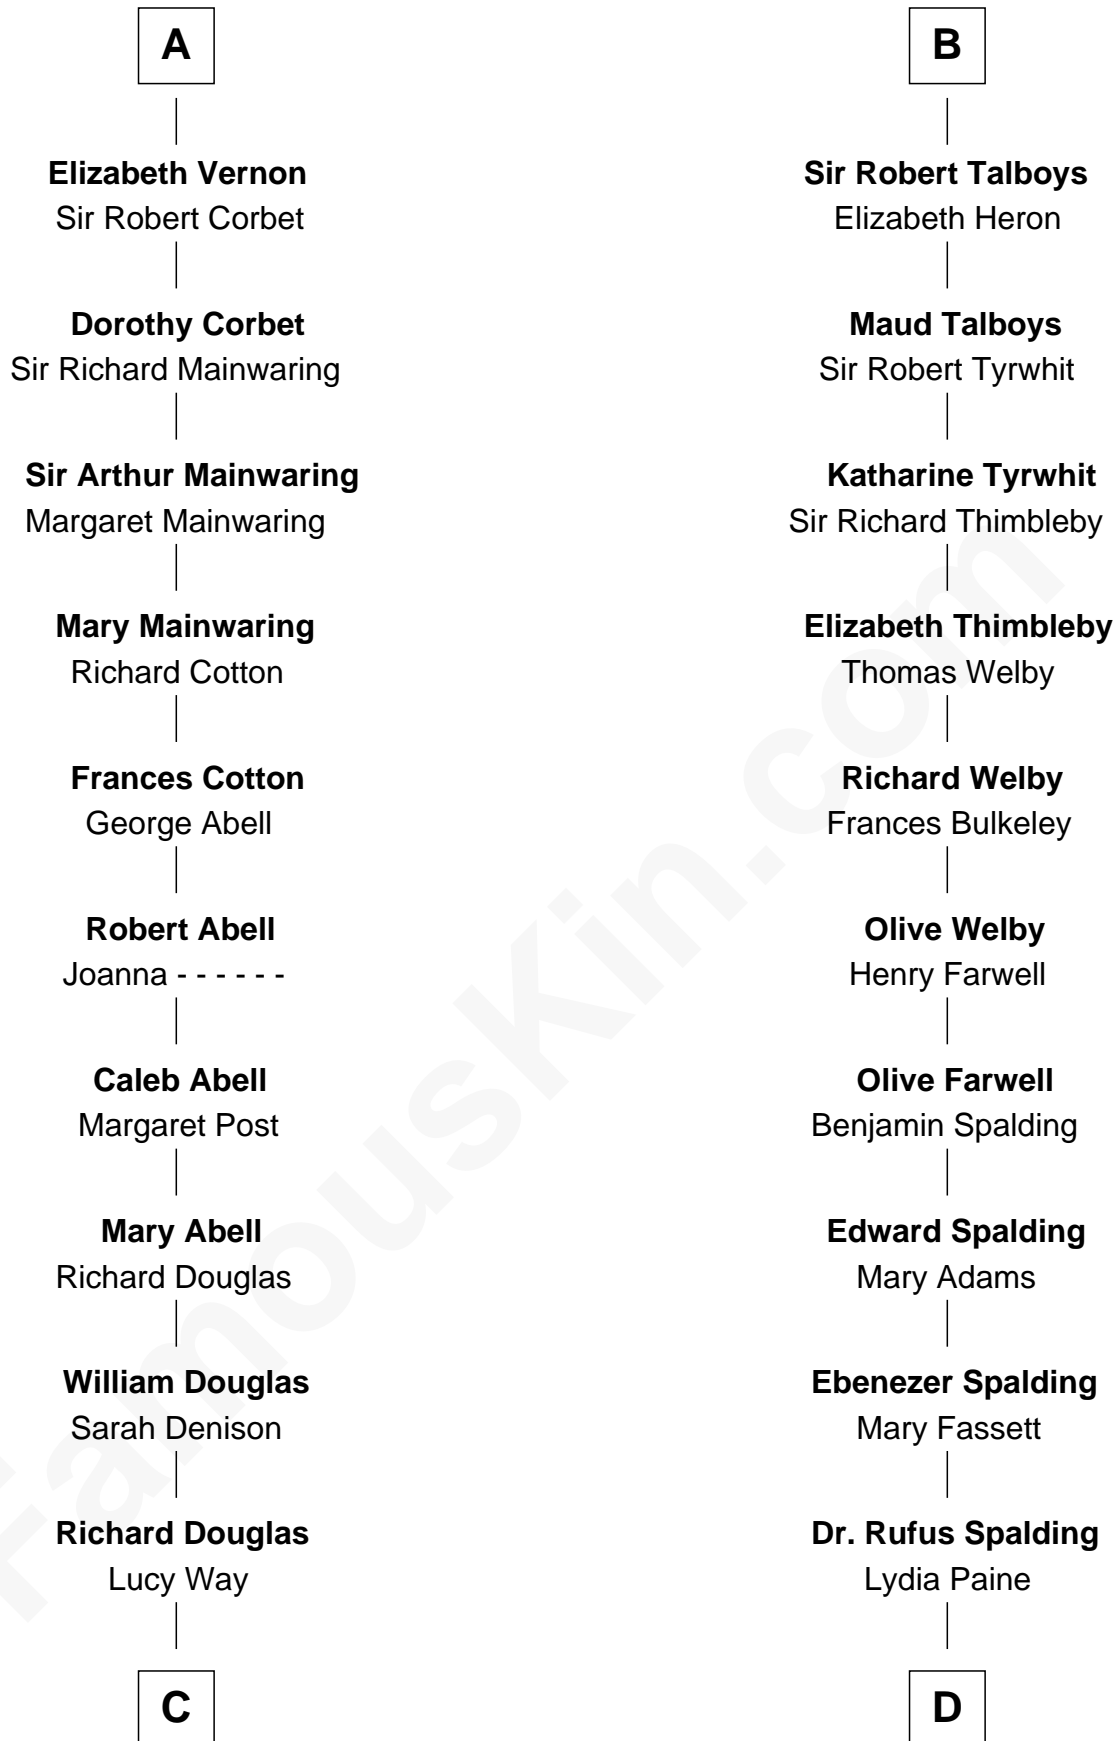 A
Elizabeth Vernon
Sir Robert Corbet
Dorothy Corbet
Sir Richard Mainwaring
Sir Arthur Mainwaring
Margaret Mainwaring
Mary Mainwaring
Richard Cotton
Frances Cotton
George Abell
Robert Abell
Joanna - - - - - -
Caleb Abell
Margaret Post
Mary Abell
Richard Douglas
William Douglas
Sarah Denison
Richard Douglas
Lucy Way
C
B
Sir Robert Talboys
Elizabeth Heron
Maud Talboys
Sir Robert Tyrwhit
Katharine Tyrwhit
Sir Richard Thimbleby
Elizabeth Thimbleby
Thomas Welby
Richard Welby
Frances Bulkeley
Olive Welby
Henry Farwell
Olive Farwell
Benjamin Spalding
Edward Spalding
Mary Adams
Ebenezer Spalding
Mary Fassett
Dr. Rufus Spalding
Lydia Paine
D
FamousKin.com